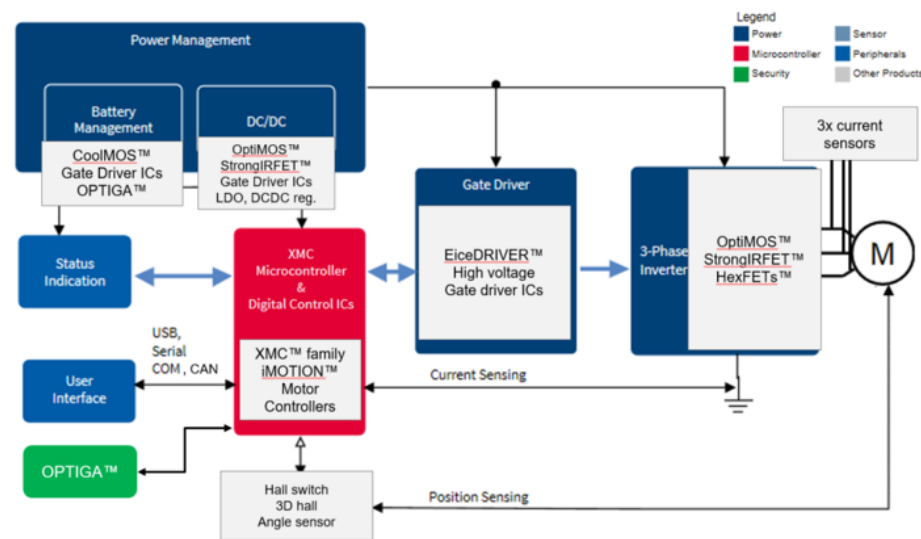 Legend
Power
Sensor
Microcontroller
Peripherals
Security
Other Products
Power Management
Battery
Management
DC/DC
CoolMOS™
Gate Driver ICs
OPTIGA™
OptiMOS™
StrongIRFET™
Gate Driver ICs
LDO, DCDC reg.
3x current
sensors
Status
Indication
XMC
Microcontroller
&
Digital Control ICs
XMC™ family
iMOTION™
Motor
Controllers
Gate Driver
EiceDRIVER™
High voltage
Gate driver ICs
3-Phase
Inverter
OptiMOS™
StrongIRFET™
HexFETs™
M
USB,
Serial
COM , CAN
User
Interface
Current Sensing
OPTIGA™
Hall switch
3D hall
Angle sensor
Position Sensing